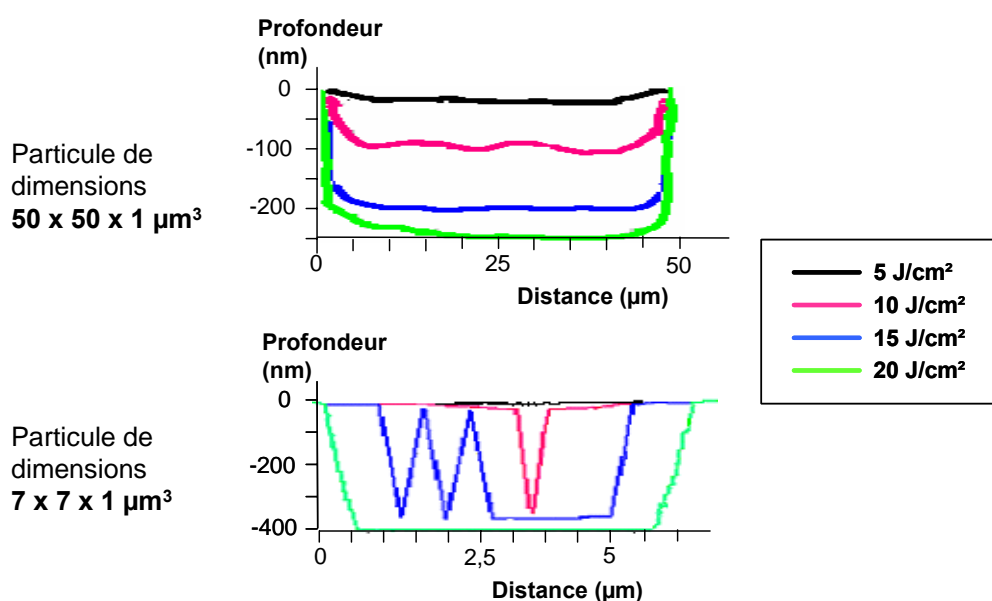 Profondeur
(nm)
0
-100
-200
0 25 50
Distance (µm)
Particule de
dimensions
50 x 50 x 1 µm³
5 J/cm²
10 J/cm²
15 J/cm²
20 J/cm²
Profondeur
(nm)
0
-200
-400
0 2,5 5
Distance (µm)
Particule de
dimensions
7 x 7 x 1 µm³